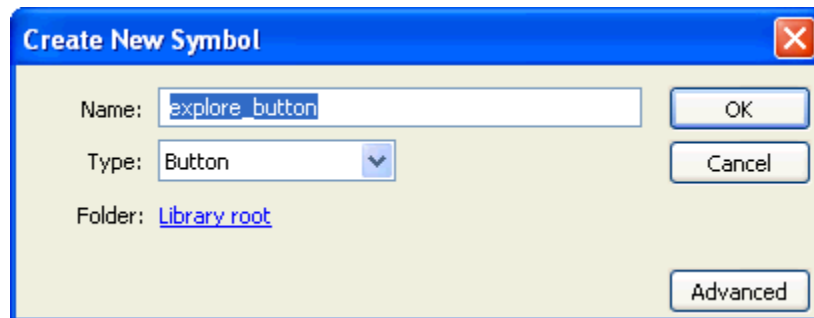 Create New Symbol
Name: explore_button OK
Type: Button Cancel
Folder: Library root
Advanced